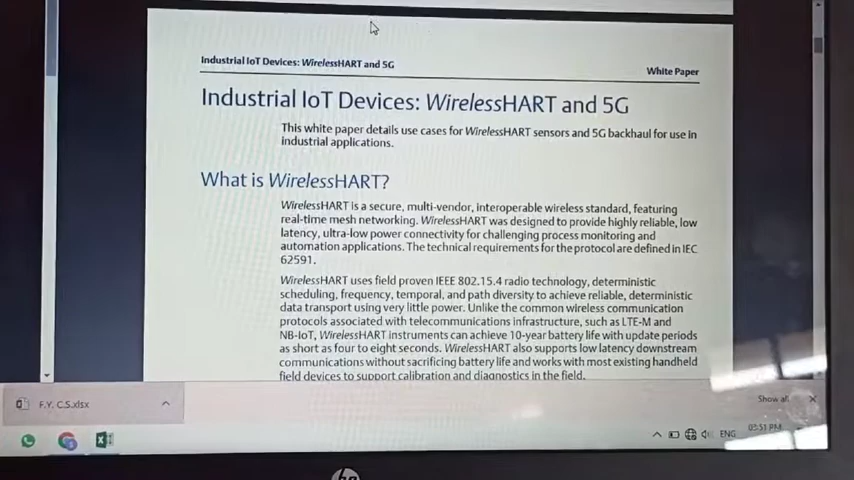 Industrial IoT Devices: WirelessHART and 5G
White Paper
Industrial IoT Devices: WirelessHART and 5G
This white paper details use cases for WirelessHART sensors and 5G backhaul for use in
industrial applications.
What is WirelessHART?
WirelessHART is a secure, multi-vendor, interoperable wireless standard, featuring
real-time mesh networking. WirelessHART was designed to provide highly reliable, low
latency, ultra-low power connectivity for challenging process monitoring and
automation applications. The technical requirements for the protocol are defined in IEC
62591.
WirelessHART uses field proven IEEE 802.15.4 radio technology, deterministic
scheduling, frequency, temporal, and path diversity to achieve reliable, deterministic
data transport using very little power. Unlike the common wireless communication
protocols associated with telecommunications infrastructure, such as LTE-M and
NB-IoT, WirelessHART instruments can achieve 10-year battery life with update periods
as short as four to eight seconds. WirelessHART also supports low latency downstream
communications without sacrificing battery life and works with most existing handheld
field devices to support calibration and diagnostics in the field.
F.Y. C.S.xlsx
Show all
ENG
03:51 PM
hp